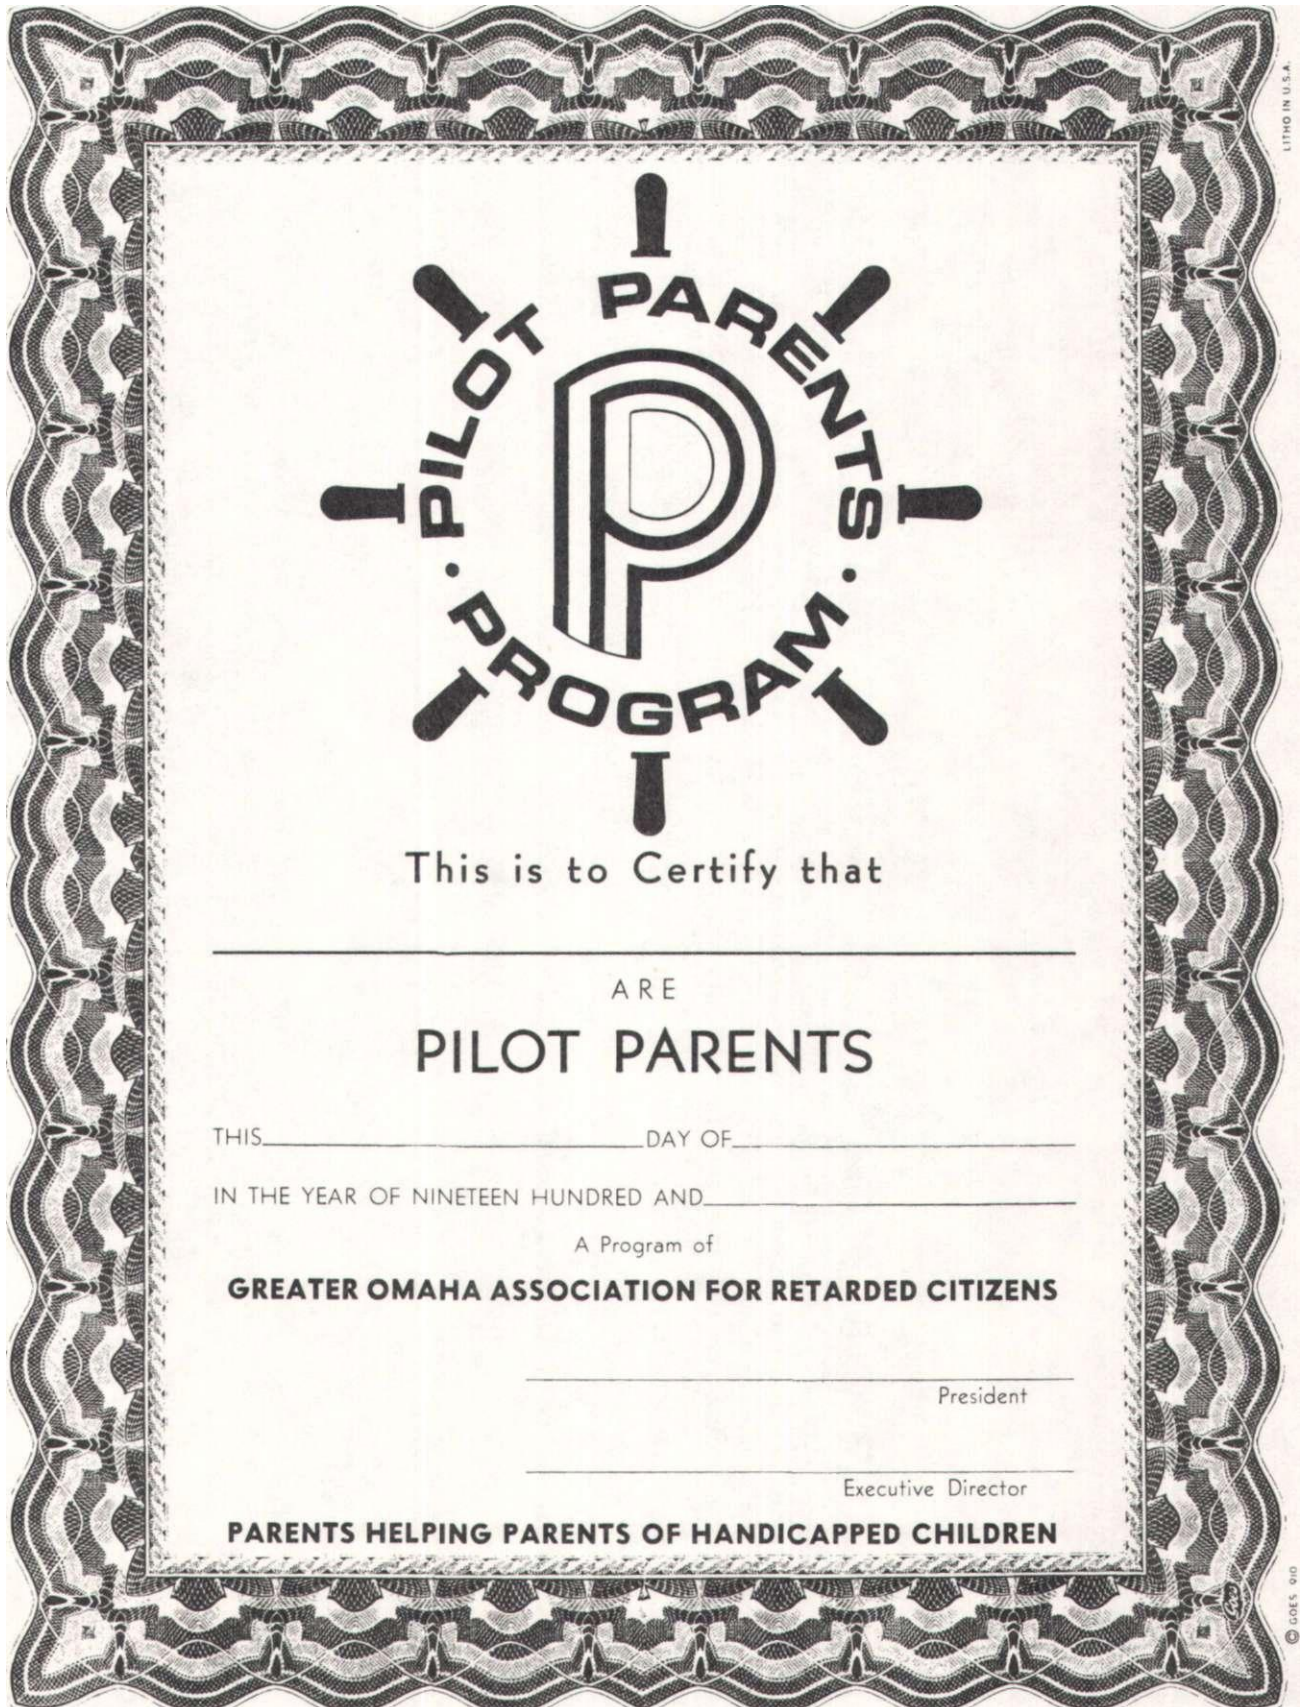 PILOT PARENTS
• PROGRAM •
P
This is to Certify that
ARE
PILOT PARENTS
THIS DAY OF
IN THE YEAR OF NINETEEN HUNDRED AND
A Program of
GREATER OMAHA ASSOCIATION FOR RETARDED CITIZENS
President
Executive Director
PARENTS HELPING PARENTS OF HANDICAPPED CHILDREN
LITHO IN U.S.A.
© GOES 910